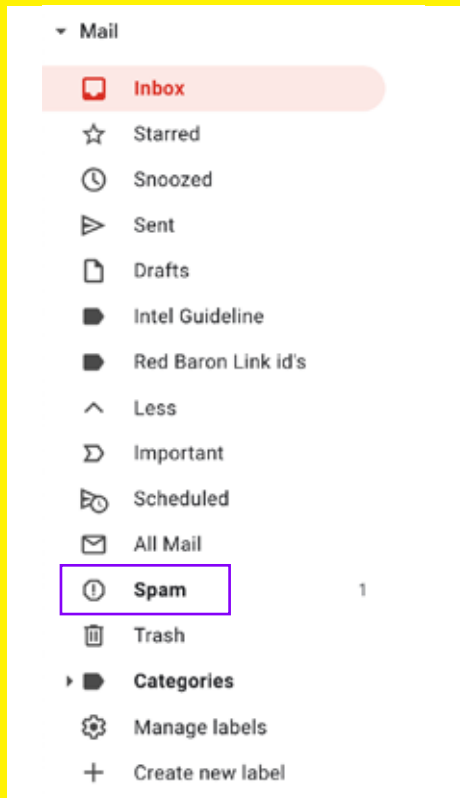 Mail
Inbox
Starred
Snoozed
Sent
Drafts
Intel Guideline
Red Baron Link id's
Less
Important
Scheduled
All Mail
Spam 1
Trash
Categories
Manage labels
Create new label